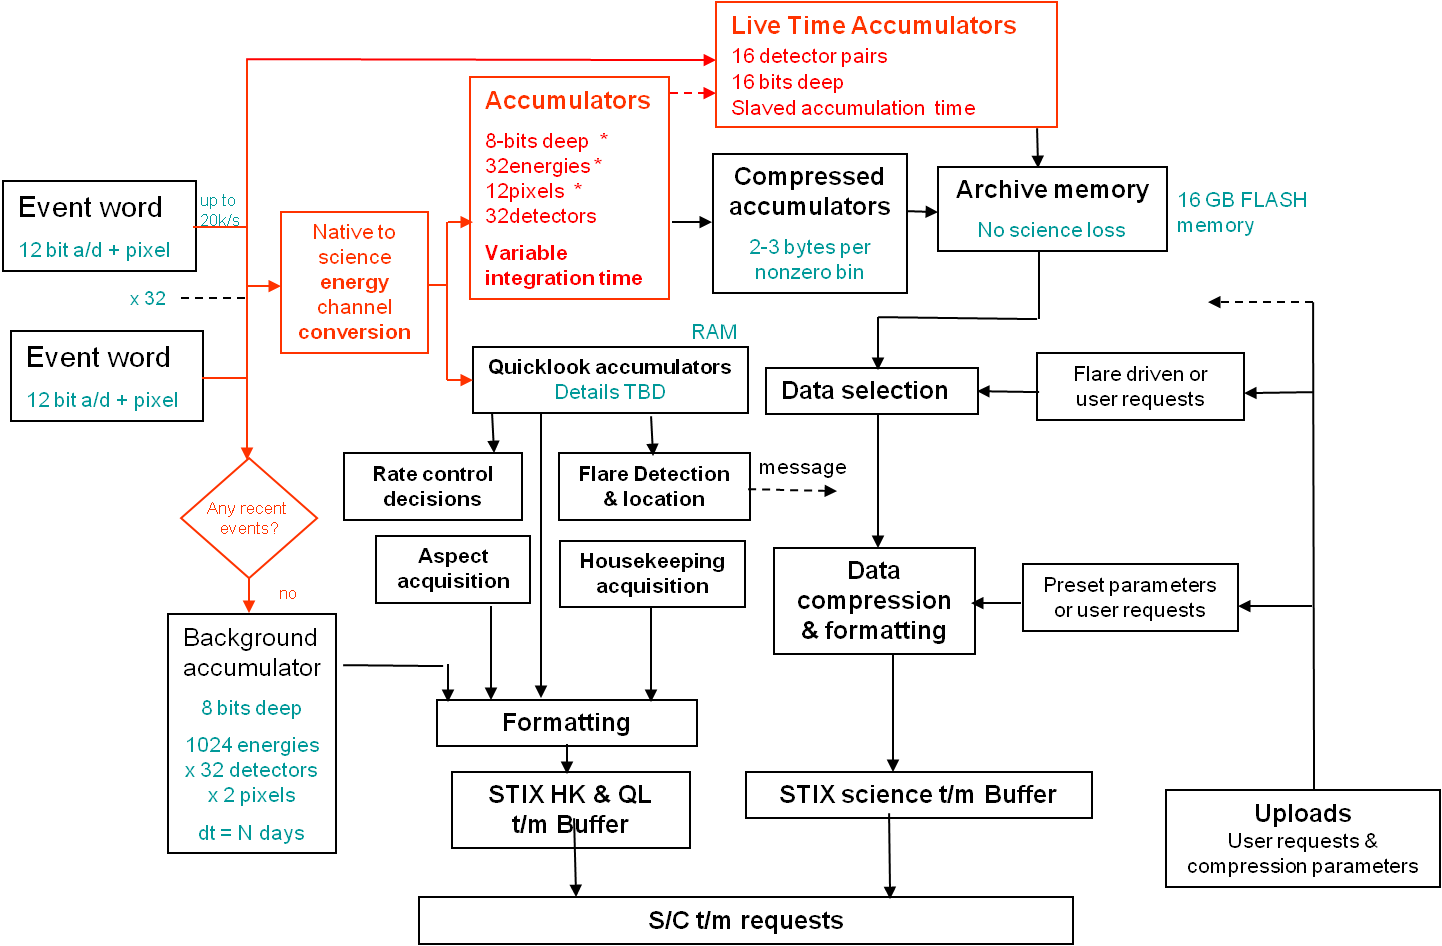 Live Time Accumulators
16 detector pairs
16 bits deep
Slaved accumulation time
Accumulators
8-bits deep *
32energies *
12pixels *
32detectors
Variable
integration time
Compressed
accumulators
2-3 bytes per
nonzero bin
Archive memory
No science loss
16 GB FLASH
memory
Event word
12 bit a/d + pixel
up to
20k/s
x 32
Event word
12 bit a/d + pixel
Native to
science
energy
channel
conversion
RAM
Quicklook accumulators
Details TBD
Data selection
Flare driven or
user requests
Rate control
decisions
Flare Detection
& location
message
Any recent
events?
no
Aspect
acquisition
Housekeeping
acquisition
Data
compression
& formatting
Preset parameters
or user requests
Background
accumulator
8 bits deep
1024 energies
x 32 detectors
x 2 pixels
dt = N days
Formatting
STIX HK & QL
t/m Buffer
STIX science t/m Buffer
Uploads
User requests &
compression parameters
S/C t/m requests